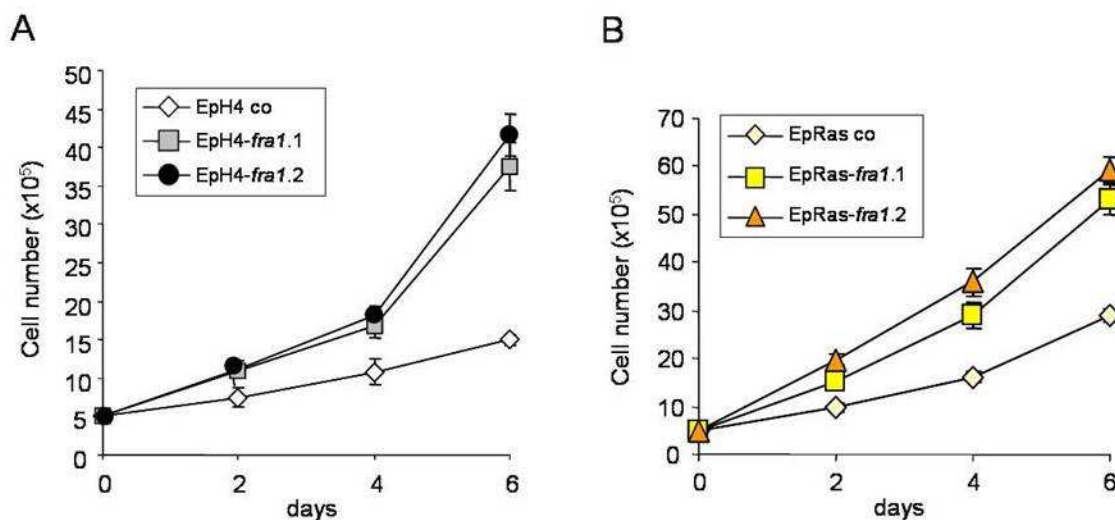 A
Cell number (x10⁵)
50
45
40
35
30
25
20
15
10
5
0
EpH4 co
EpH4-fra1.1
EpH4-fra1.2
0 2 4 6
days
B
Cell number (x10⁵)
70
60
50
40
30
20
10
0
EpRas co
EpRas-fra1.1
EpRas-fra1.2
0 2 4 6
days